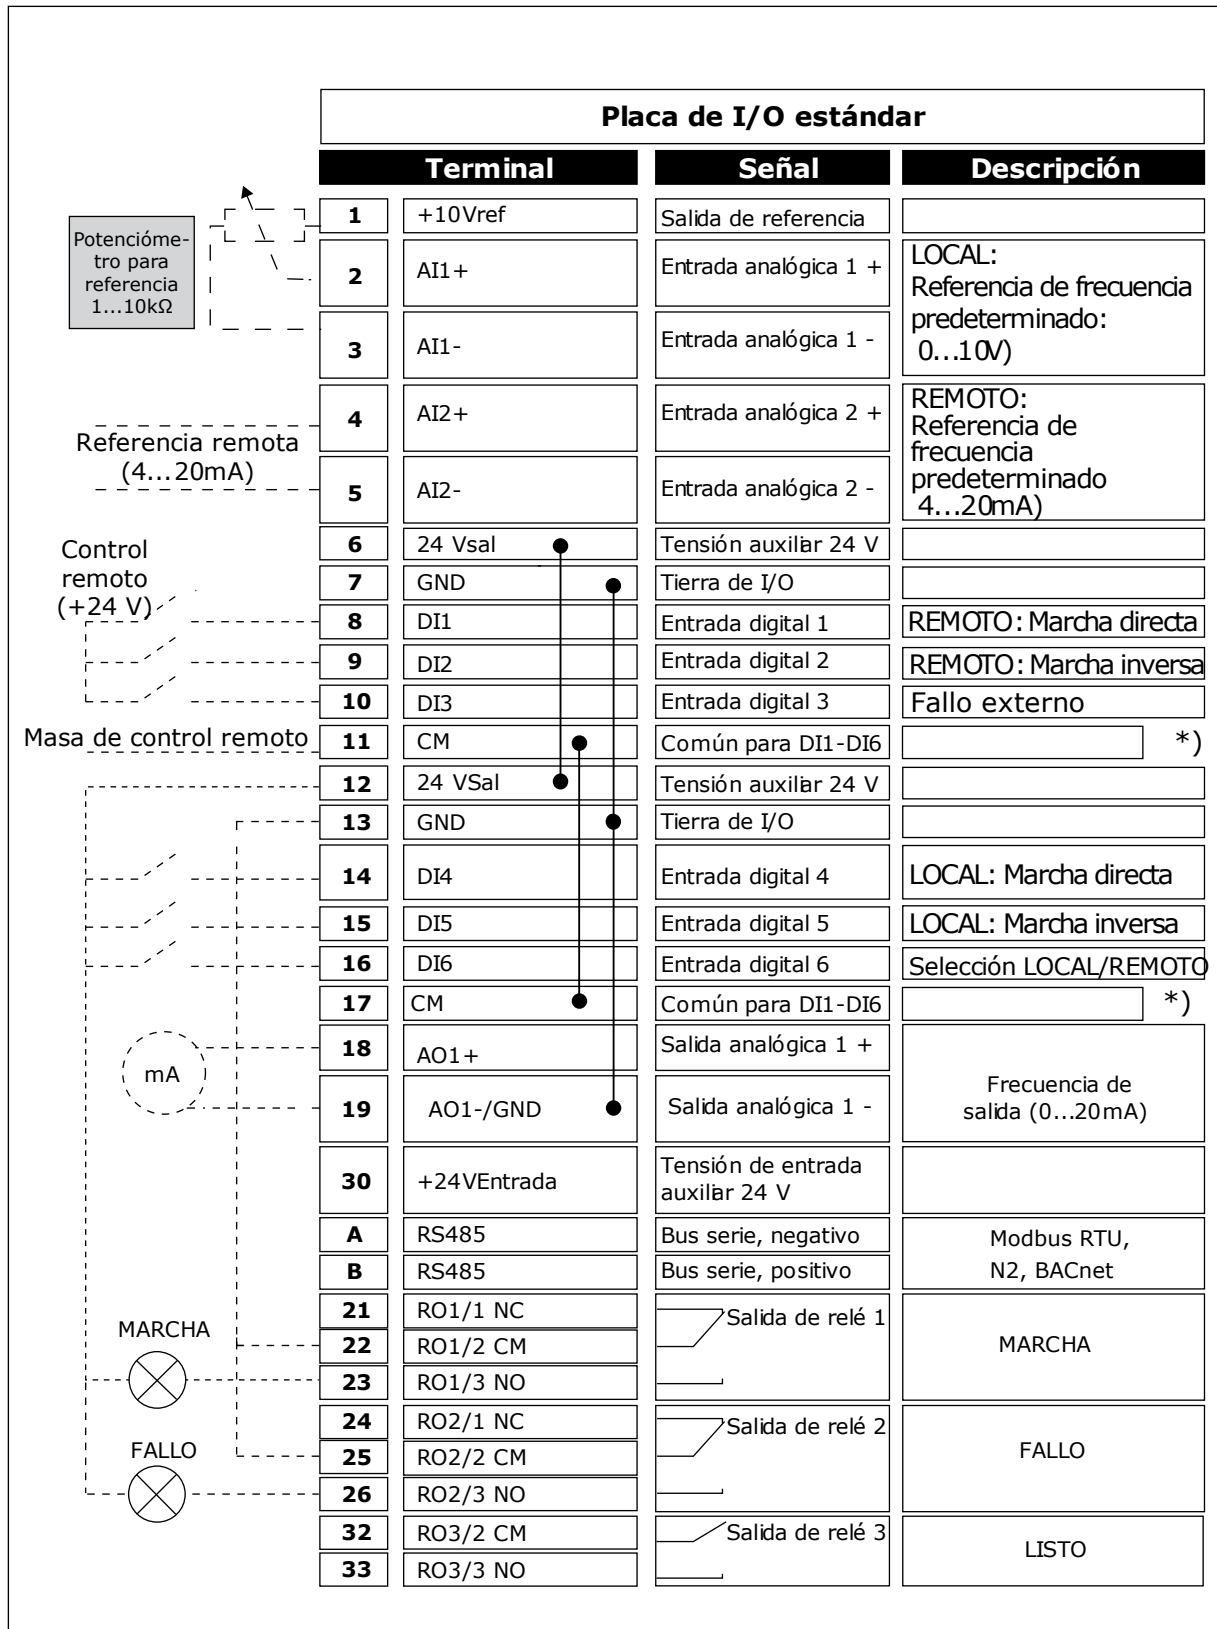 Placa de I/O estándar
Terminal Señal Descripción
Potencióme-
tro para
referencia
1...10kΩ
1 +10Vref Salida de referencia
2 AI1+ Entrada analógica 1 +
3 AI1- Entrada analógica 1 -
LOCAL:
Referencia de frecuencia
predeterminado:
0...10V)
Referencia remota
(4...20mA)
4 AI2+ Entrada analógica 2 +
5 AI2- Entrada analógica 2 -
REMOTO:
Referencia de
frecuencia
predeterminado
4...20mA)
Control
remoto
(+24 V)
6 24 Vsal Tensión auxiliar 24 V
7 GND Tierra de I/O
8 DI1 Entrada digital 1 REMOTO: Marcha directa
9 DI2 Entrada digital 2 REMOTO: Marcha inversa
10 DI3 Entrada digital 3 Fallo externo
Masa de control remoto 11 CM Común para DI1-DI6 *)
12 24 VSal Tensión auxiliar 24 V
13 GND Tierra de I/O
14 DI4 Entrada digital 4 LOCAL: Marcha directa
15 DI5 Entrada digital 5 LOCAL: Marcha inversa
16 DI6 Entrada digital 6 Selección LOCAL/REMOTO
17 CM Común para DI1-DI6 *)
mA
18 AO1+ Salida analógica 1 +
19 AO1-/GND Salida analógica 1 -
Frecuencia de
salida (0...20mA)
30 +24VEntrada Tensión de entrada
auxiliar 24 V
A RS485 Bus serie, negativo
B RS485 Bus serie, positivo
Modbus RTU,
N2, BACnet
MARCHA
21 RO1/1 NC Salida de relé 1
22 RO1/2 CM MARCHA
23 RO1/3 NO
FALLO
24 RO2/1 NC Salida de relé 2
25 RO2/2 CM FALLO
26 RO2/3 NO
32 RO3/2 CM Salida de relé 3
33 RO3/3 NO
LISTO